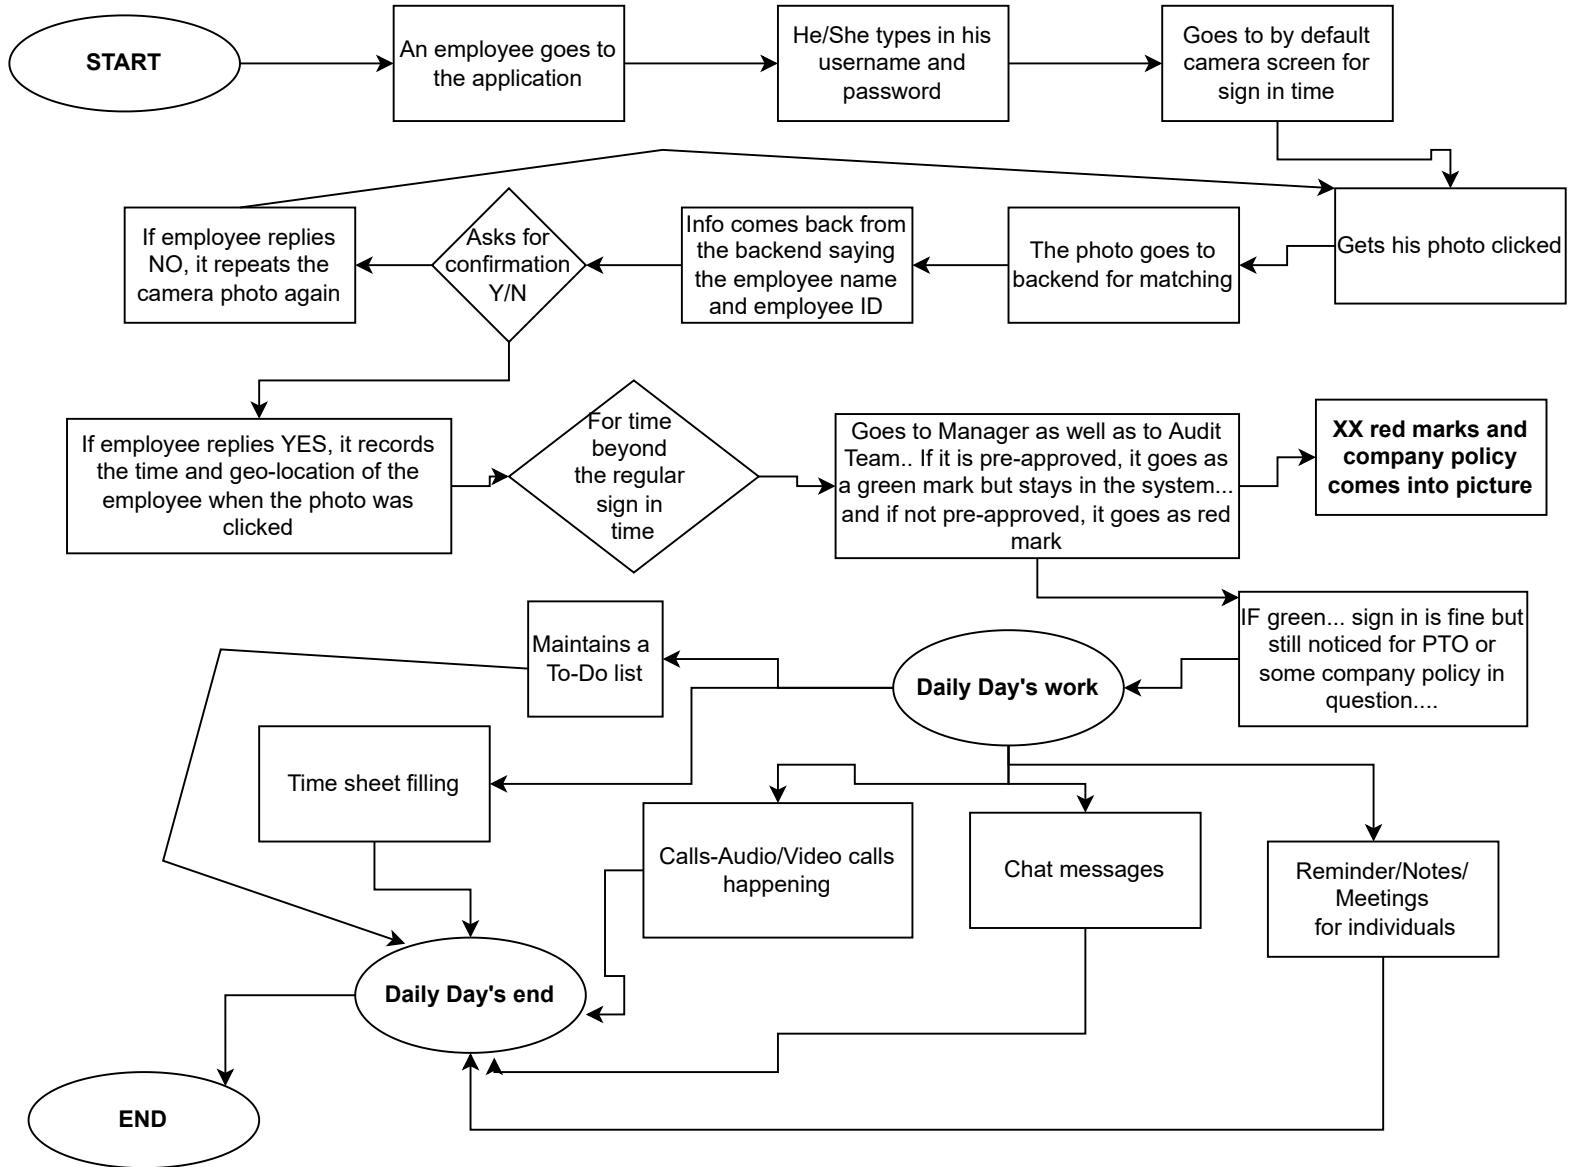 START
An employee goes to
the application
He/She types in his
username and
password
Goes to by default
camera screen for
sign in time
If employee replies
NO, it repeats the
camera photo again
Asks for
confirmation
Y/N
Info comes back from
the backend saying
the employee name
and employee ID
The photo goes to
backend for matching
Gets his photo clicked
If employee replies YES, it records
the time and geo-location of the
employee when the photo was
clicked
For time
beyond
the regular
sign in
time
Goes to Manager as well as to Audit
Team.. If it is pre-approved, it goes as
a green mark but stays in the system...
and if not pre-approved, it goes as red
mark
XX red marks and
company policy
comes into picture
Maintains a
To-Do list
Daily Day's work
IF green... sign in is fine but
still noticed for PTO or
some company policy in
question....
Time sheet filling
Calls-Audio/Video calls
happening
Chat messages
Reminder/Notes/
Meetings
for individuals
Daily Day's end
END